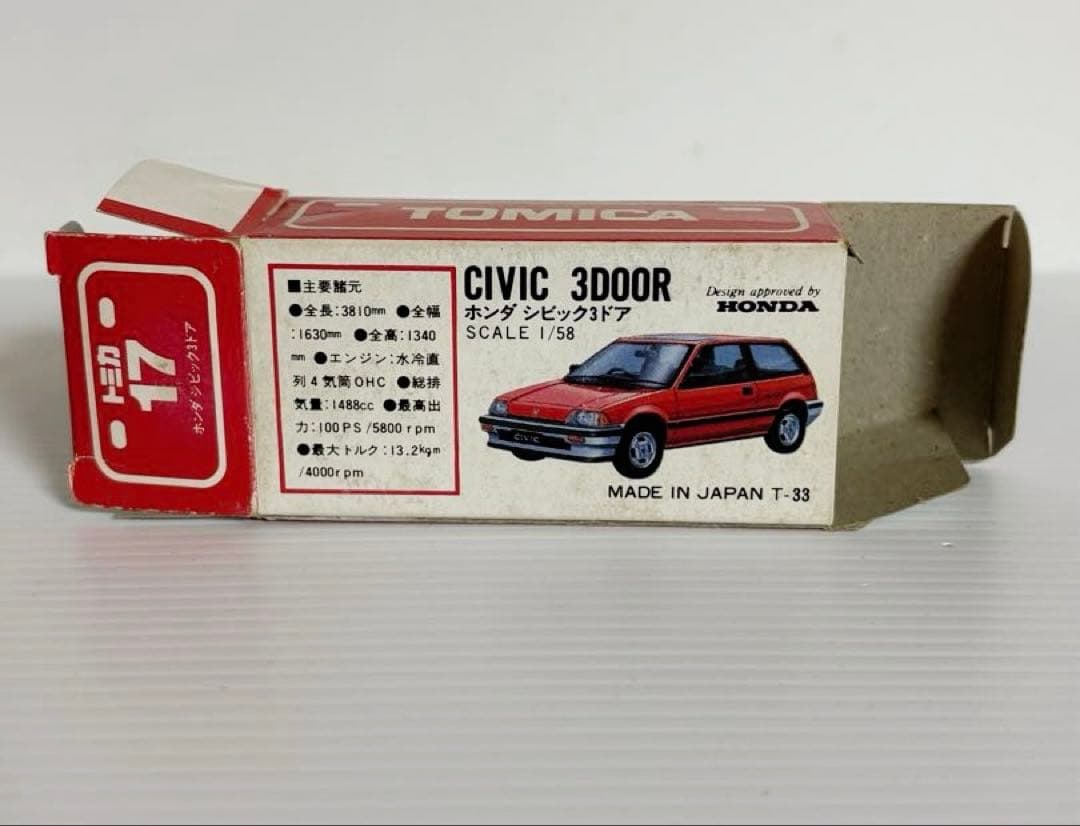 TOMICA
トミカ
17
ホンダ シビック3ドア
■主要諸元
●全長:3810mm ●全幅
:1630mm ●全高:1340
mm ●エンジン:水冷直
列4気筒OHC ●総排
気量:1488cc ●最高出
力:100PS/5800rpm
●最大トルク:13.2kgm
/4000rpm
CIVIC 3DOOR
ホンダ シビック3ドア
SCALE 1/58
Design approved by
HONDA
CIVIC
MADE IN JAPAN T-33